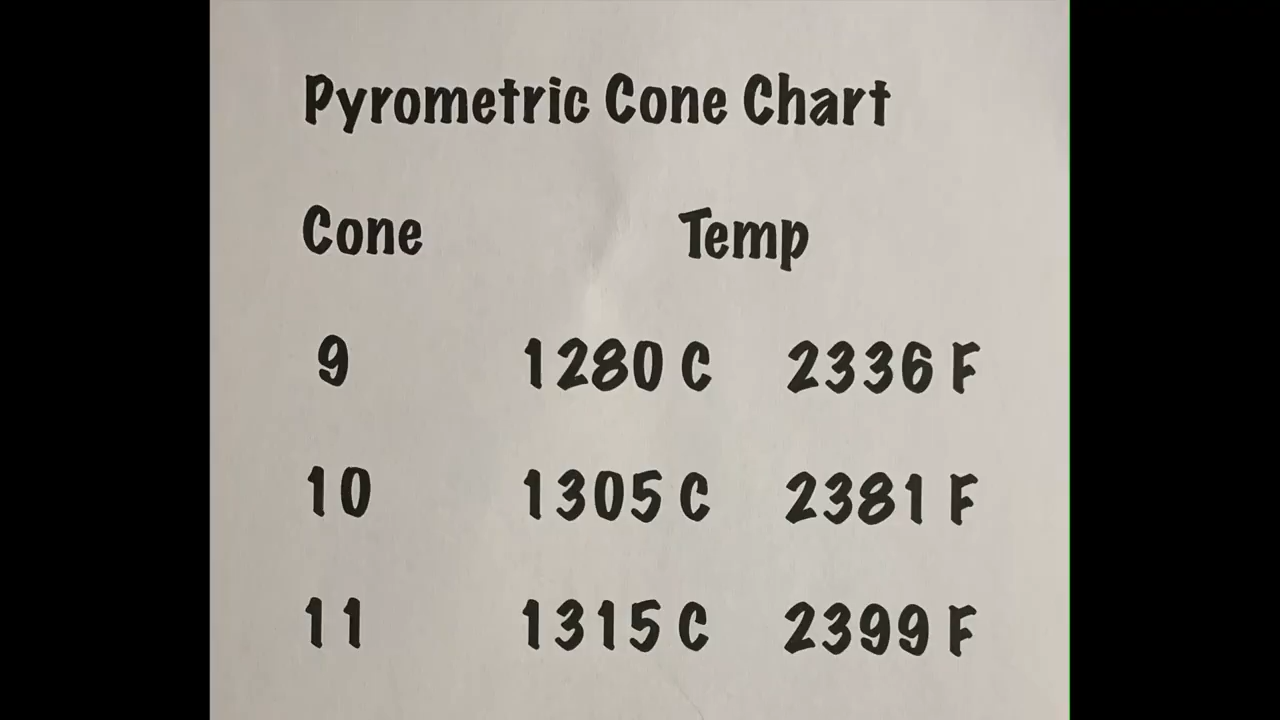 Pyrometric Cone Chart
Cone Temp
9 1280 C 2336 F
10 1305 C 2381 F
11 1315 C 2399 F